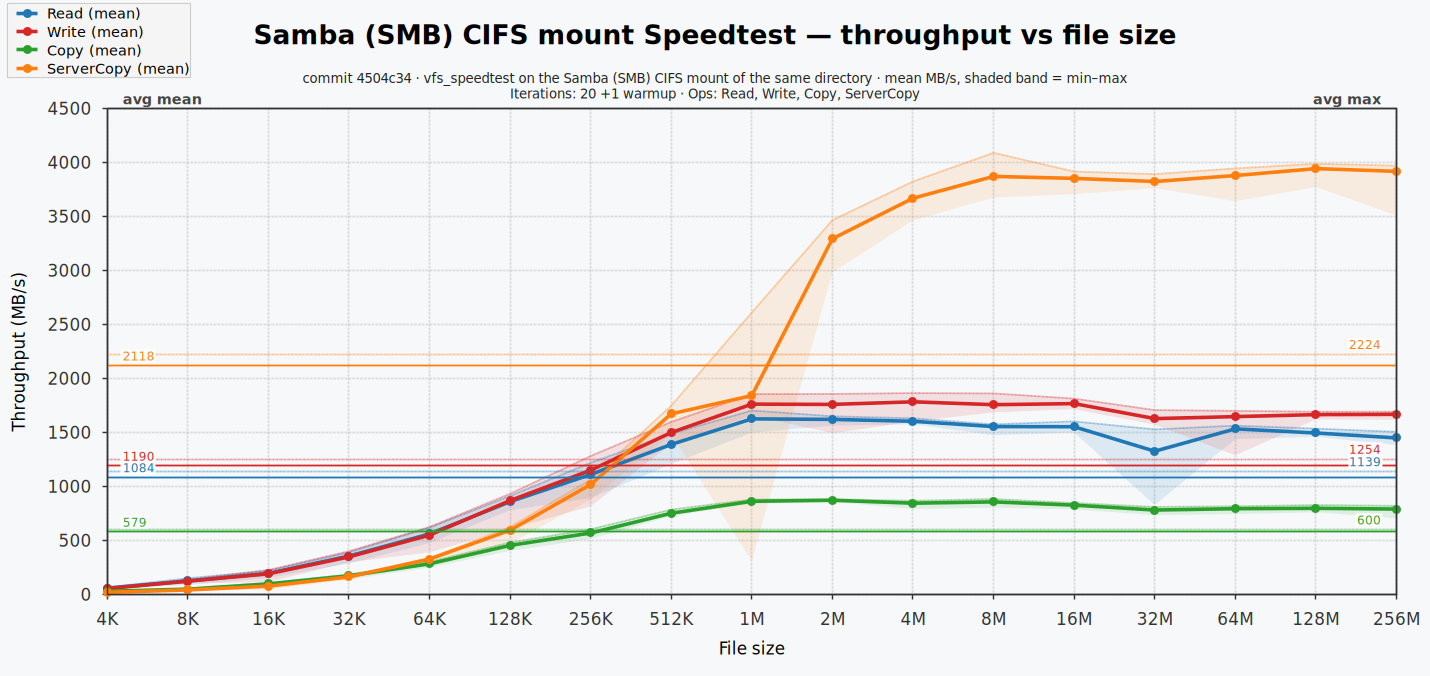 Read (mean)
Write (mean)
Copy (mean)
ServerCopy (mean)
Samba (SMB) CIFS mount Speedtest — throughput vs file size
commit 4504c34 · vfs_speedtest on the Samba (SMB) CIFS mount of the same directory · mean MB/s, shaded band = min–max
Iterations: 20 +1 warmup · Ops: Read, Write, Copy, ServerCopy
avg mean
avg max
Throughput (MB/s)
4500
4000
3500
3000
2500
2000
1500
1000
500
0
2118
1190
1084
579
2224
1254
1139
600
4K 8K 16K 32K 64K 128K 256K 512K 1M 2M 4M 8M 16M 32M 64M 128M 256M
File size